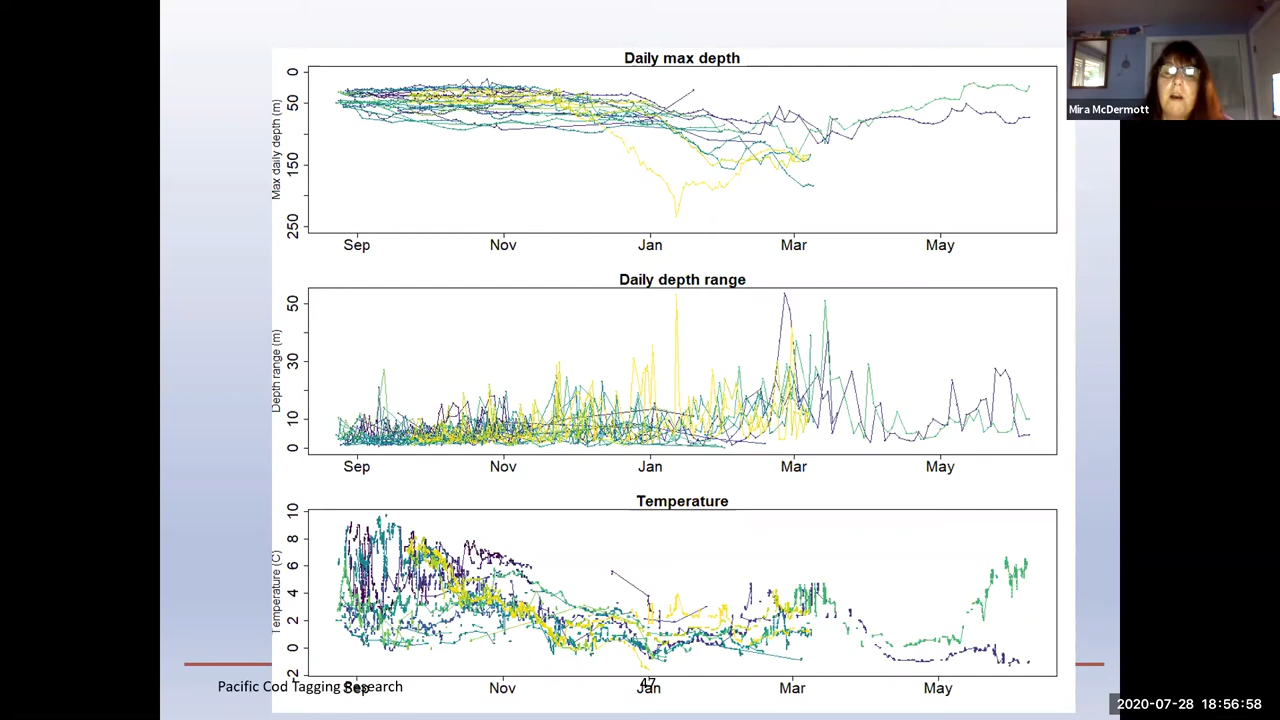 Daily max depth
Max daily depth (m)
0
50
150
250
Sep Nov Jan Mar May
Daily depth range
Depth range (m)
50
30
10
0
Sep Nov Jan Mar May
Temperature
Temperature (C)
10
8
6
4
2
0
-2
Sep Nov Jan Mar May
Pacific Cod Tagging Research
47
Mira McDermott
2020-07-28 18:56:58